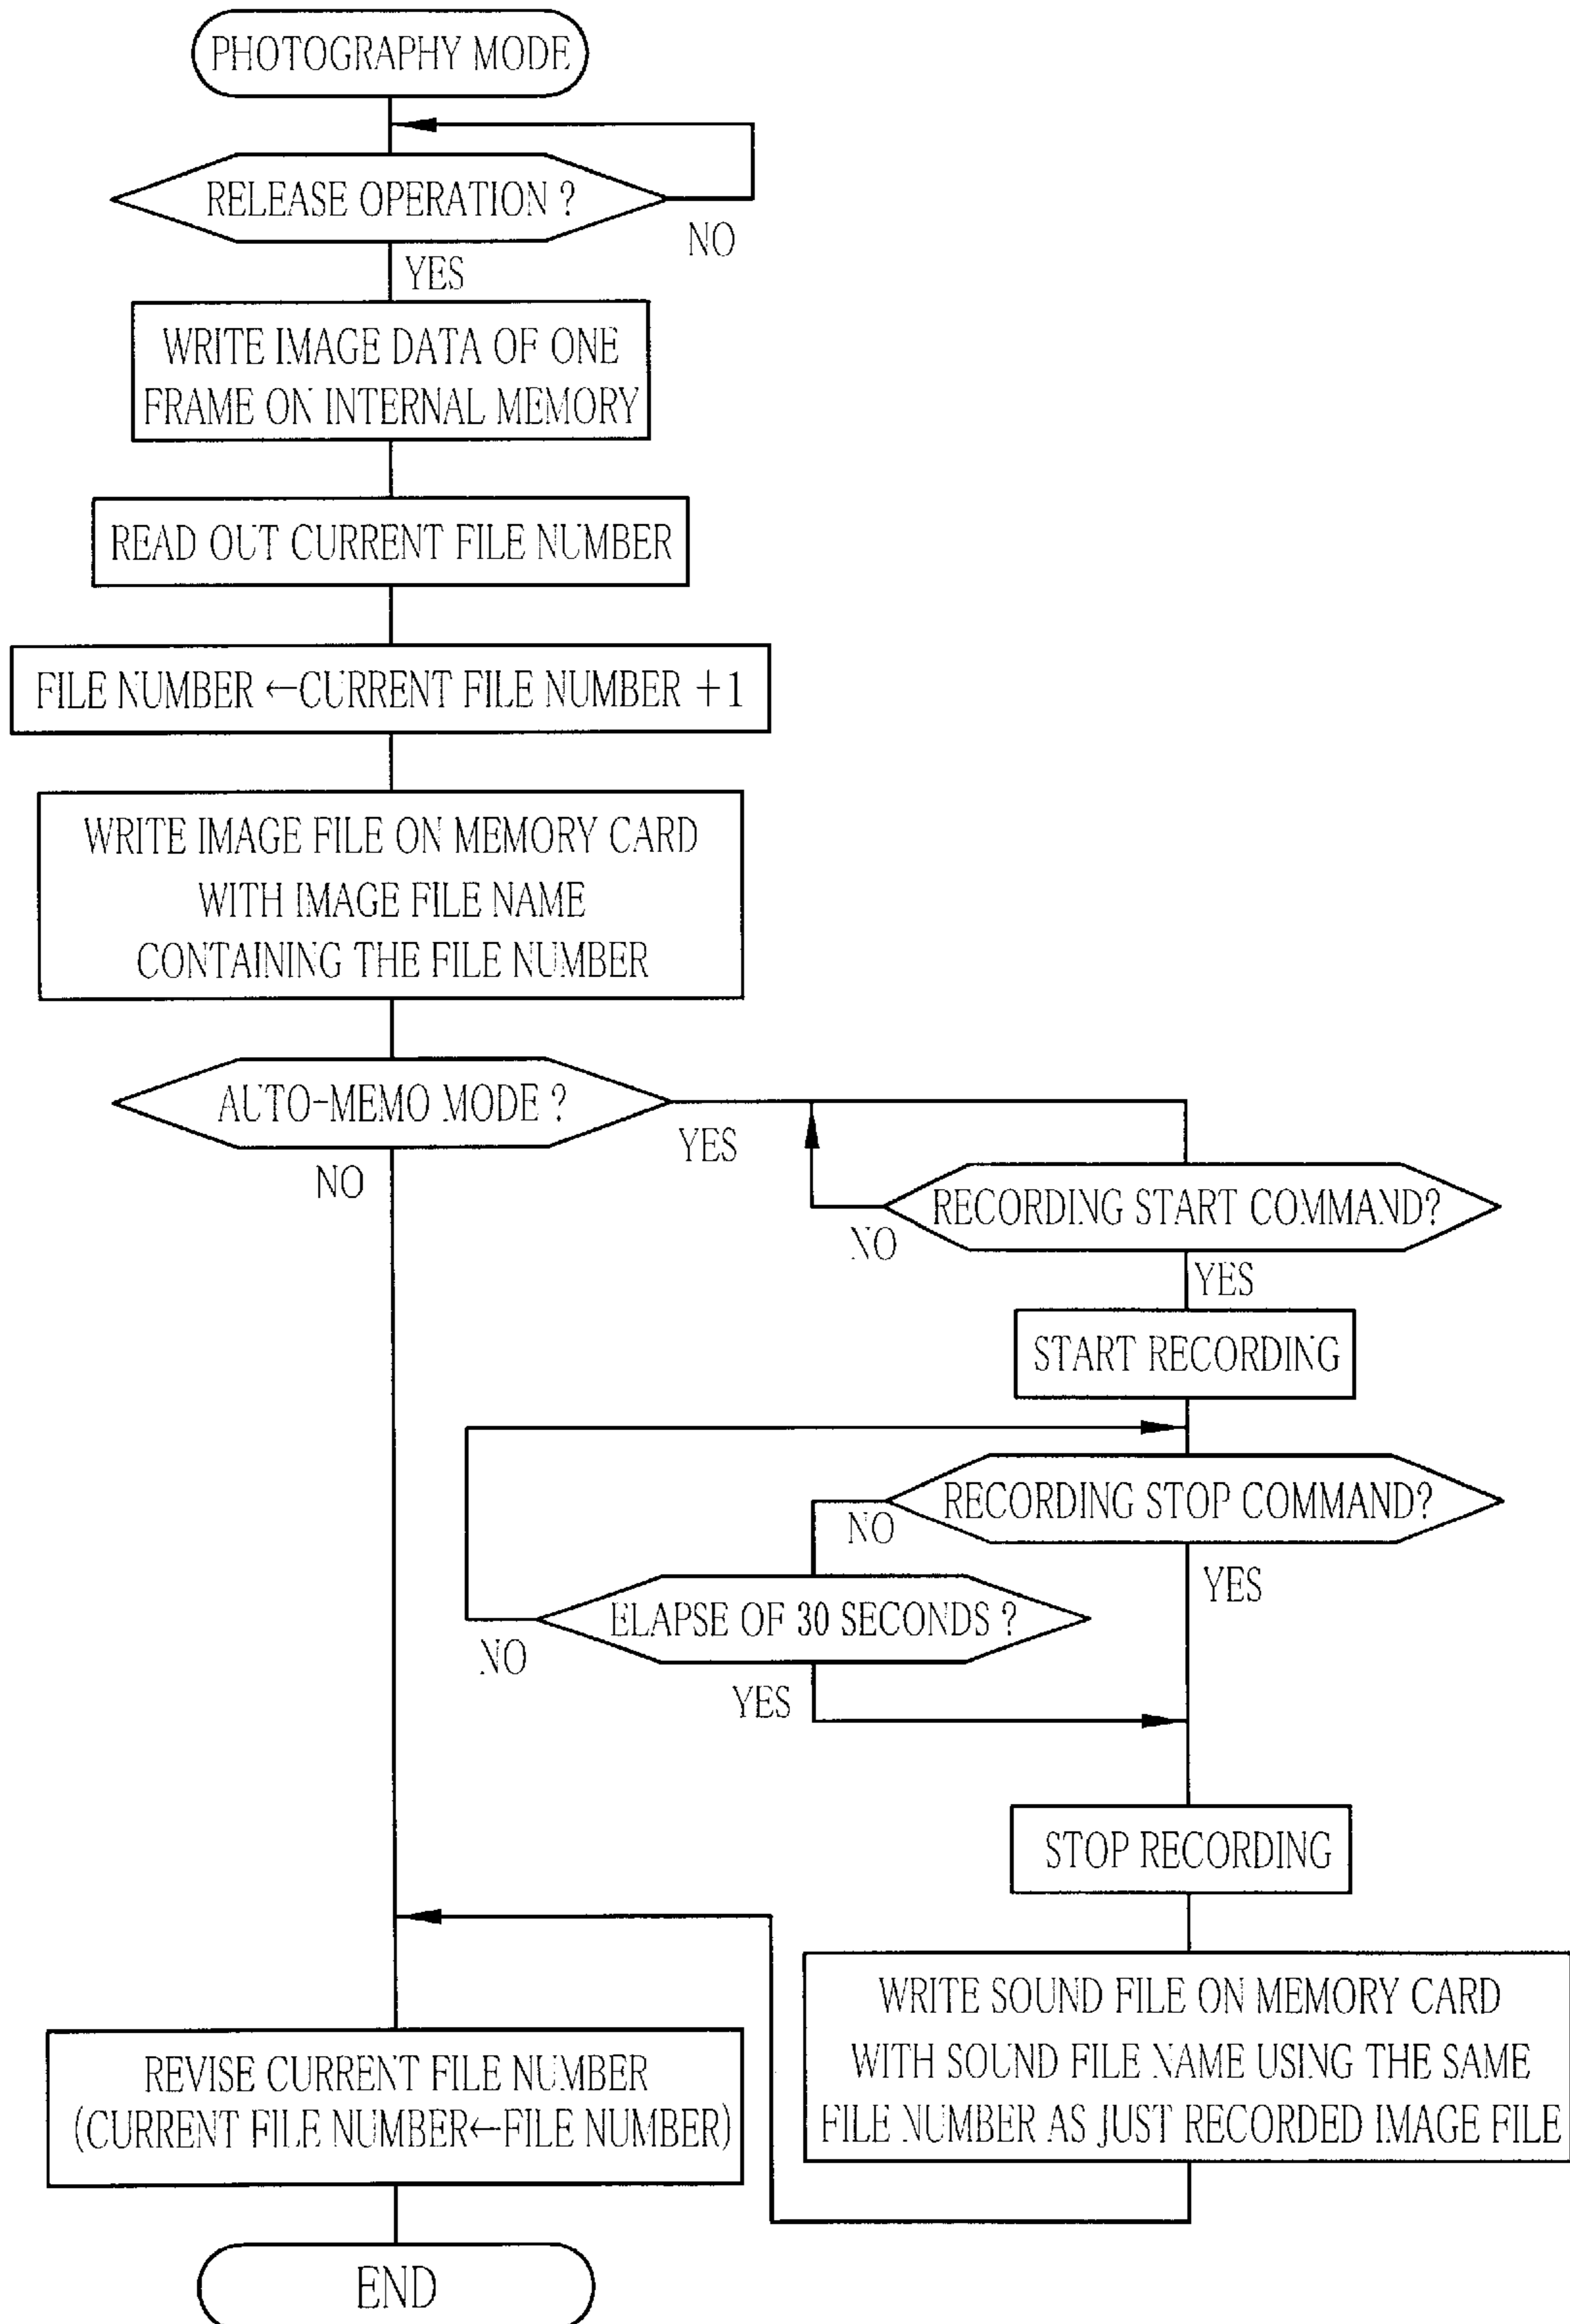 PHOTOGRAPHY MODE
RELEASE OPERATION ?
NO
YES
WRITE IMAGE DATA OF ONE
FRAME ON INTERNAL MEMORY
READ OUT CURRENT FILE NUMBER
FILE NUMBER ←CURRENT FILE NUMBER +1
WRITE IMAGE FILE ON MEMORY CARD
WITH IMAGE FILE NAME
CONTAINING THE FILE NUMBER
AUTO-MEMO MODE ?
YES
NO
RECORDING START COMMAND?
NO
YES
START RECORDING
RECORDING STOP COMMAND?
NO
YES
ELAPSE OF 30 SECONDS ?
NO
YES
STOP RECORDING
WRITE SOUND FILE ON MEMORY CARD
WITH SOUND FILE NAME USING THE SAME
FILE NUMBER AS JUST RECORDED IMAGE FILE
REVISE CURRENT FILE NUMBER
(CURRENT FILE NUMBER←FILE NUMBER)
END